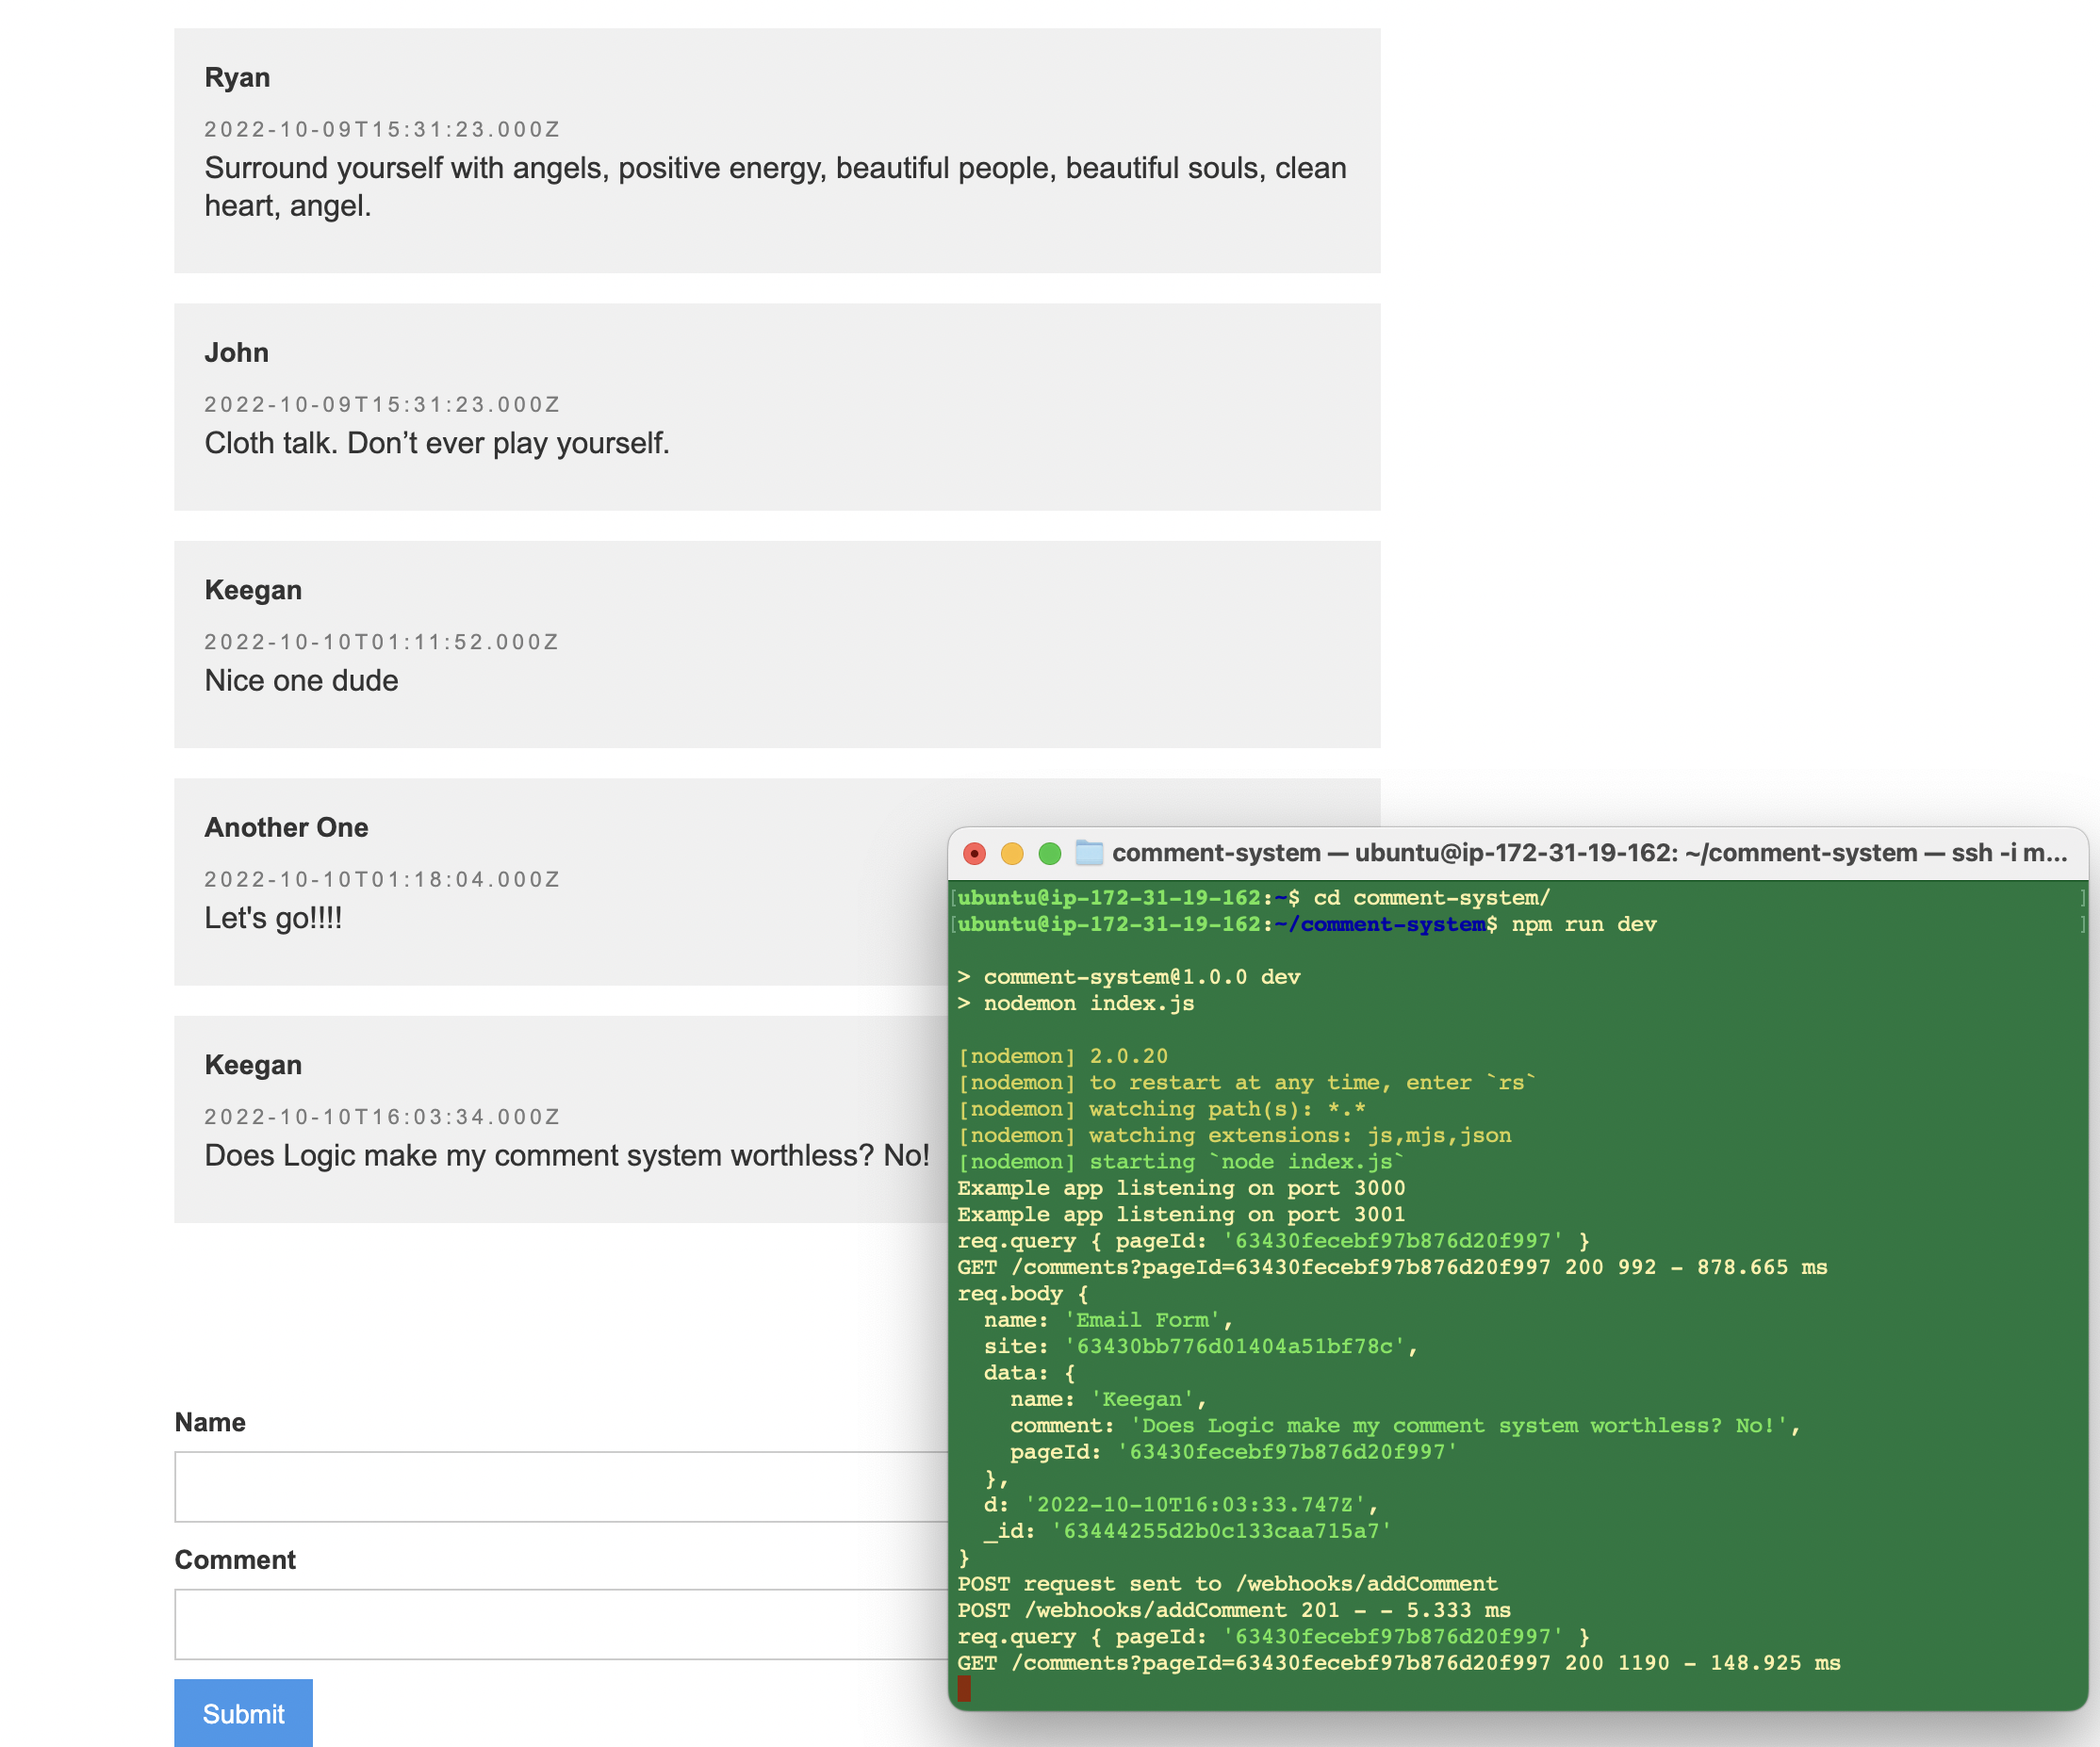 Ryan
2022-10-09T15:31:23.000Z
Surround yourself with angels, positive energy, beautiful people, beautiful souls, clean
heart, angel.
John
2022-10-09T15:31:23.000Z
Cloth talk. Don’t ever play yourself.
Keegan
2022-10-10T01:11:52.000Z
Nice one dude
Another One
2022-10-10T01:18:04.000Z
Let's go!!!!
Keegan
2022-10-10T16:03:34.000Z
Does Logic make my comment system worthless? No!
Name
Comment
Submit
comment-system — ubuntu@ip-172-31-19-162: ~/comment-system — ssh -i m...
[ubuntu@ip-172-31-19-162:~$ cd comment-system/ ]
[ubuntu@ip-172-31-19-162:~/comment-system$ npm run dev ]
> comment-system@1.0.0 dev
> nodemon index.js
[nodemon] 2.0.20
[nodemon] to restart at any time, enter `rs`
[nodemon] watching path(s): *.*
[nodemon] watching extensions: js,mjs,json
[nodemon] starting `node index.js`
Example app listening on port 3000
Example app listening on port 3001
req.query { pageId: '63430fecebf97b876d20f997' }
GET /comments?pageId=63430fecebf97b876d20f997 200 992 - 878.665 ms
req.body {
  name: 'Email Form',
  site: '63430bb776d01404a51bf78c',
  data: {
    name: 'Keegan',
    comment: 'Does Logic make my comment system worthless? No!',
    pageId: '63430fecebf97b876d20f997'
  },
  d: '2022-10-10T16:03:33.747Z',
  _id: '63444255d2b0c133caa715a7'
}
POST request sent to /webhooks/addComment
POST /webhooks/addComment 201 - - 5.333 ms
req.query { pageId: '63430fecebf97b876d20f997' }
GET /comments?pageId=63430fecebf97b876d20f997 200 1190 - 148.925 ms